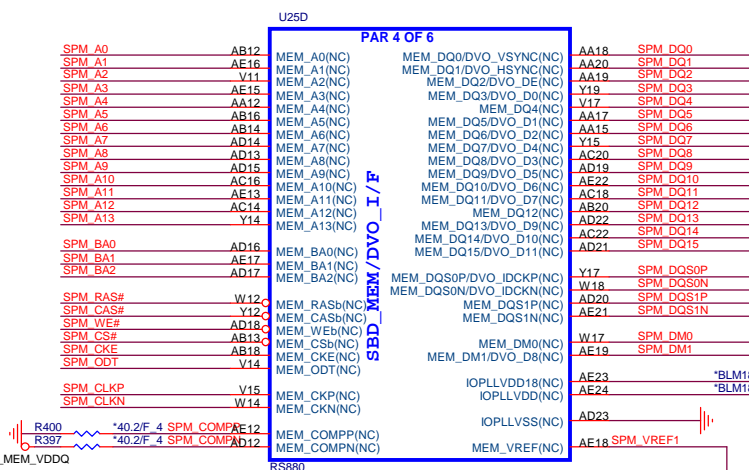 U25D
PAR 4 OF 6
SPM_A0 AB12 MEM_A0(NC) MEM_DQ0/DVO_VSYNC(NC) AA18 SPM_DQ0
SPM_A1 AE16 MEM_A1(NC) MEM_DQ1/DVO_HSYNC(NC) AA20 SPM_DQ1
SPM_A2 V11 MEM_A2(NC) MEM_DQ2/DVO_DE(NC) AA19 SPM_DQ2
SPM_A3 AE15 MEM_A3(NC) MEM_DQ3/DVO_D0(NC) Y19 SPM_DQ3
SPM_A4 AA12 MEM_A4(NC) MEM_DQ4(NC) V17 SPM_DQ4
SPM_A5 AB16 MEM_A5(NC) MEM_DQ5/DVO_D1(NC) AA17 SPM_DQ5
SPM_A6 AB14 MEM_A6(NC) MEM_DQ6/DVO_D2(NC) AA15 SPM_DQ6
SPM_A7 AD14 MEM_A7(NC) MEM_DQ7/DVO_D4(NC) Y15 SPM_DQ7
SPM_A8 AD13 MEM_A8(NC) MEM_DQ8/DVO_D3(NC) AC20 SPM_DQ8
SPM_A9 AD15 MEM_A9(NC) MEM_DQ9/DVO_D5(NC) AD19 SPM_DQ9
SPM_A10 AC16 MEM_A10(NC) MEM_DQ10/DVO_D6(NC) AE22 SPM_DQ10
SPM_A11 AE13 MEM_A11(NC) MEM_DQ11/DVO_D7(NC) AC18 SPM_DQ11
SPM_A12 AC14 MEM_A12(NC) MEM_DQ12(NC) AB20 SPM_DQ12
SPM_A13 Y14 MEM_A13(NC) MEM_DQ13/DVO_D9(NC) AD22 SPM_DQ13
MEM_DQ14/DVO_D10(NC) AC22 SPM_DQ14
SPM_BA0 AD16 MEM_BA0(NC) MEM_DQ15/DVO_D11(NC) AD21 SPM_DQ15
SPM_BA1 AE17 MEM_BA1(NC)
SPM_BA2 AD17 MEM_BA2(NC) MEM_DQS0P/DVO_IDCKP(NC) Y17 SPM_DQS0P
MEM_DQS0N/DVO_IDCKN(NC) W18 SPM_DQS0N
SPM_RAS# W12 MEM_RASb(NC) MEM_DQS1P(NC) AD20 SPM_DQS1P
SPM_CAS# Y12 MEM_CASb(NC) MEM_DQS1N(NC) AE21 SPM_DQS1N
SPM_WE# AD18 MEM_WEb(NC)
SPM_CS# AB13 MEM_CSb(NC) MEM_DM0(NC) W17 SPM_DM0
SPM_CKE AB18 MEM_CKE(NC) MEM_DM1/DVO_D8(NC) AE19 SPM_DM1
SPM_ODT V14 MEM_ODT(NC)
SBD_MEM/DVO_I/F
IOPLLVDD18(NC) AE23 *BLM18
SPM_CLKP V15 MEM_CKP(NC) IOPLLVDD(NC) AE24 *BLM18
SPM_CLKN W14 MEM_CKN(NC)
IOPLLVSS(NC) AD23
R400 *40.2/F_4 SPM_COMPP AE12 MEM_COMPP(NC)
R397 *40.2/F_4 SPM_COMPN AD12 MEM_COMPN(NC) MEM_VREF(NC) AE18 SPM_VREF1
_MEM_VDDQ
RS880